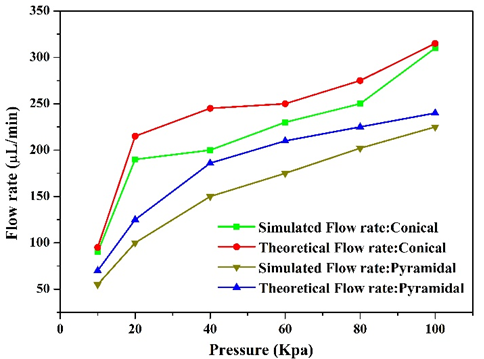 350
300
250
200
150
100
50
Flow rate (μL/min)
Simulated Flow rate:Conical
Theoretical Flow rate:Conical
Simulated Flow rate:Pyramidal
Theoretical Flow rate:Pyramidal
0 20 40 60 80 100
Pressure (Kpa)